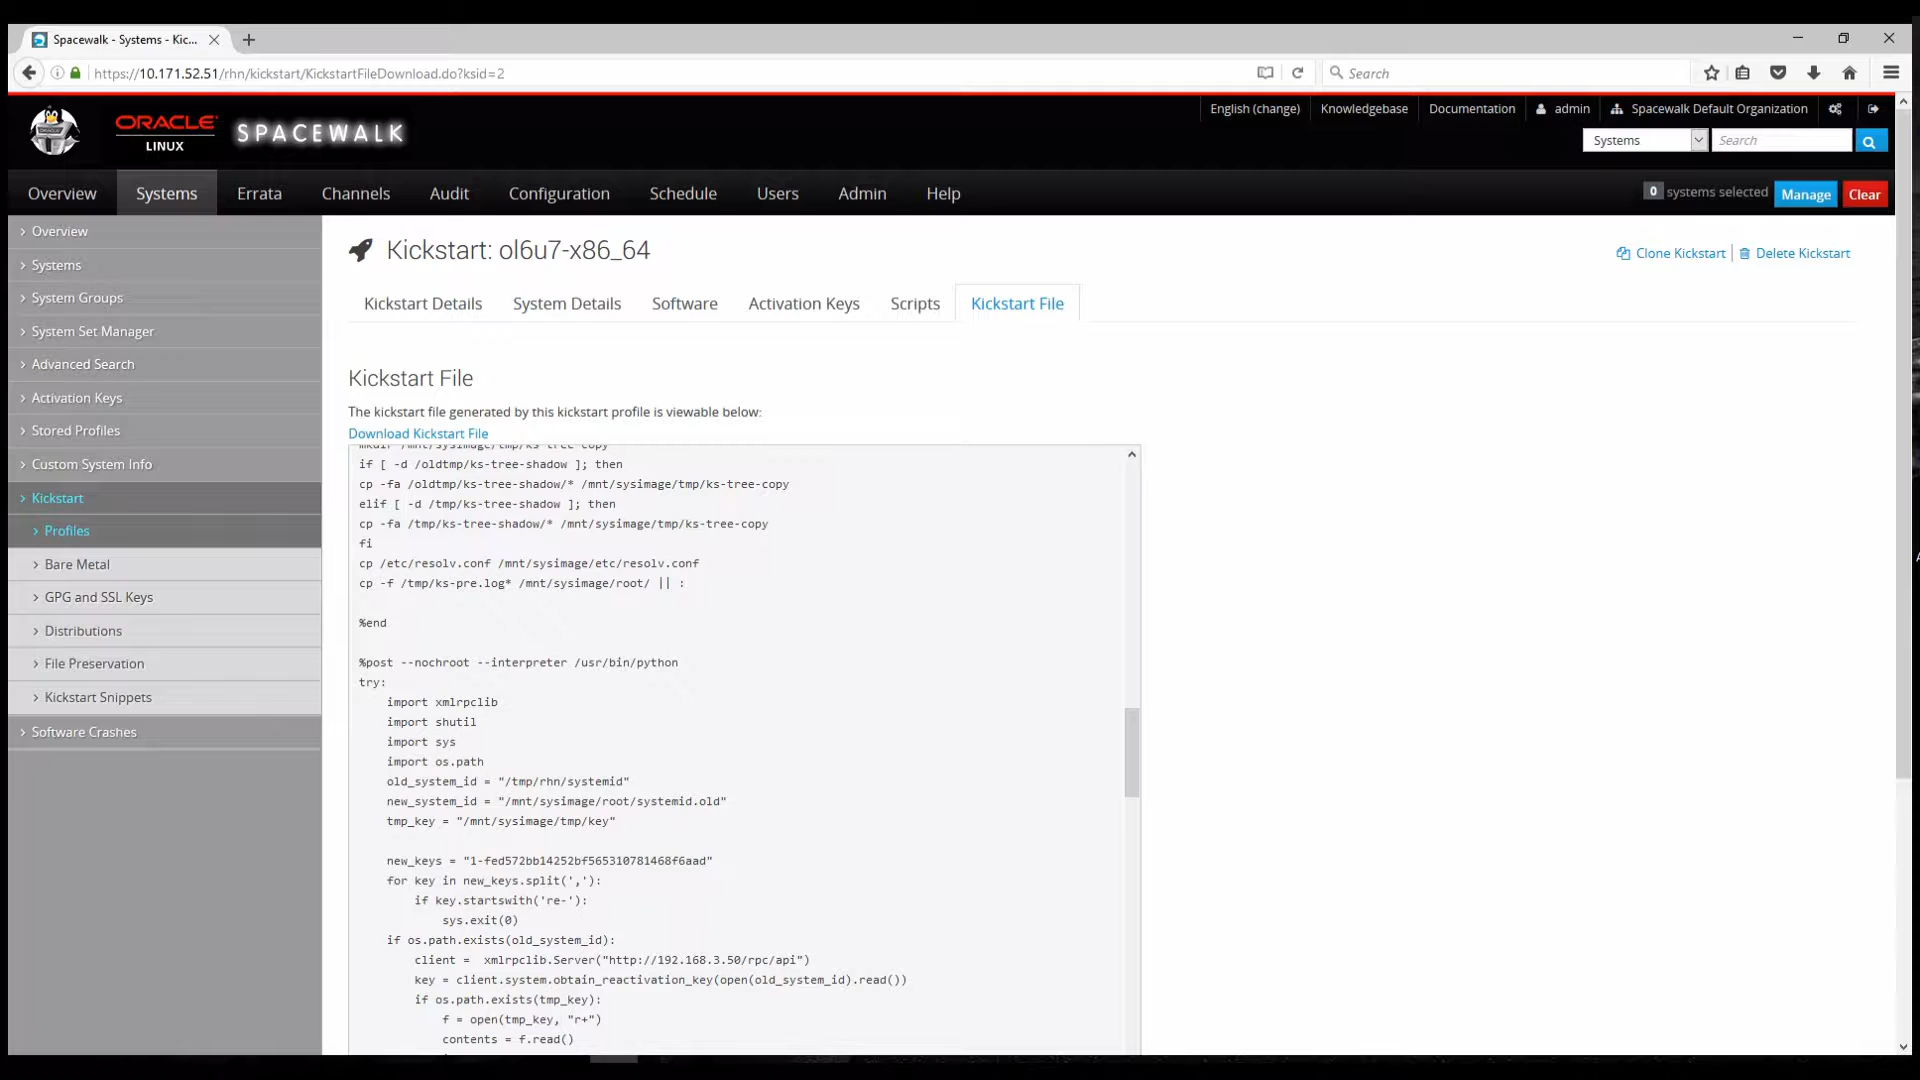 Spacewalk - Systems - Kic...
https://10.171.52.51/rhn/kickstart/KickstartFileDownload.do?ksid=2
Search
ORACLE
LINUX
SPACEWALK
English (change)
Knowledgebase
Documentation
admin
Spacewalk Default Organization
Systems
Search
Overview
Systems
Errata
Channels
Audit
Configuration
Schedule
Users
Admin
Help
0 systems selected
Manage
Clear
Overview
Systems
System Groups
System Set Manager
Advanced Search
Activation Keys
Stored Profiles
Custom System Info
Kickstart
Profiles
Bare Metal
GPG and SSL Keys
Distributions
File Preservation
Kickstart Snippets
Software Crashes
Kickstart: ol6u7-x86_64
Clone Kickstart
Delete Kickstart
Kickstart Details
System Details
Software
Activation Keys
Scripts
Kickstart File
Kickstart File
The kickstart file generated by this kickstart profile is viewable below:
Download Kickstart File
mkdir /mnt/sysimage/tmp/ks-tree-copy
if [ -d /oldtmp/ks-tree-shadow ]; then
cp -fa /oldtmp/ks-tree-shadow/* /mnt/sysimage/tmp/ks-tree-copy
elif [ -d /tmp/ks-tree-shadow ]; then
cp -fa /tmp/ks-tree-shadow/* /mnt/sysimage/tmp/ks-tree-copy
fi
cp /etc/resolv.conf /mnt/sysimage/etc/resolv.conf
cp -f /tmp/ks-pre.log* /mnt/sysimage/root/ || :
%end
%post --nochroot --interpreter /usr/bin/python
try:
import xmlrpclib
import shutil
import sys
import os.path
old_system_id = "/tmp/rhn/systemid"
new_system_id = "/mnt/sysimage/root/systemid.old"
tmp_key = "/mnt/sysimage/tmp/key"
new_keys = "1-fed572bb14252bf565310781468f6aad"
for key in new_keys.split(','):
if key.startswith('re-'):
sys.exit(0)
if os.path.exists(old_system_id):
client = xmlrpclib.Server("http://192.168.3.50/rpc/api")
key = client.system.obtain_reactivation_key(open(old_system_id).read())
if os.path.exists(tmp_key):
f = open(tmp_key, "r+")
contents = f.read()